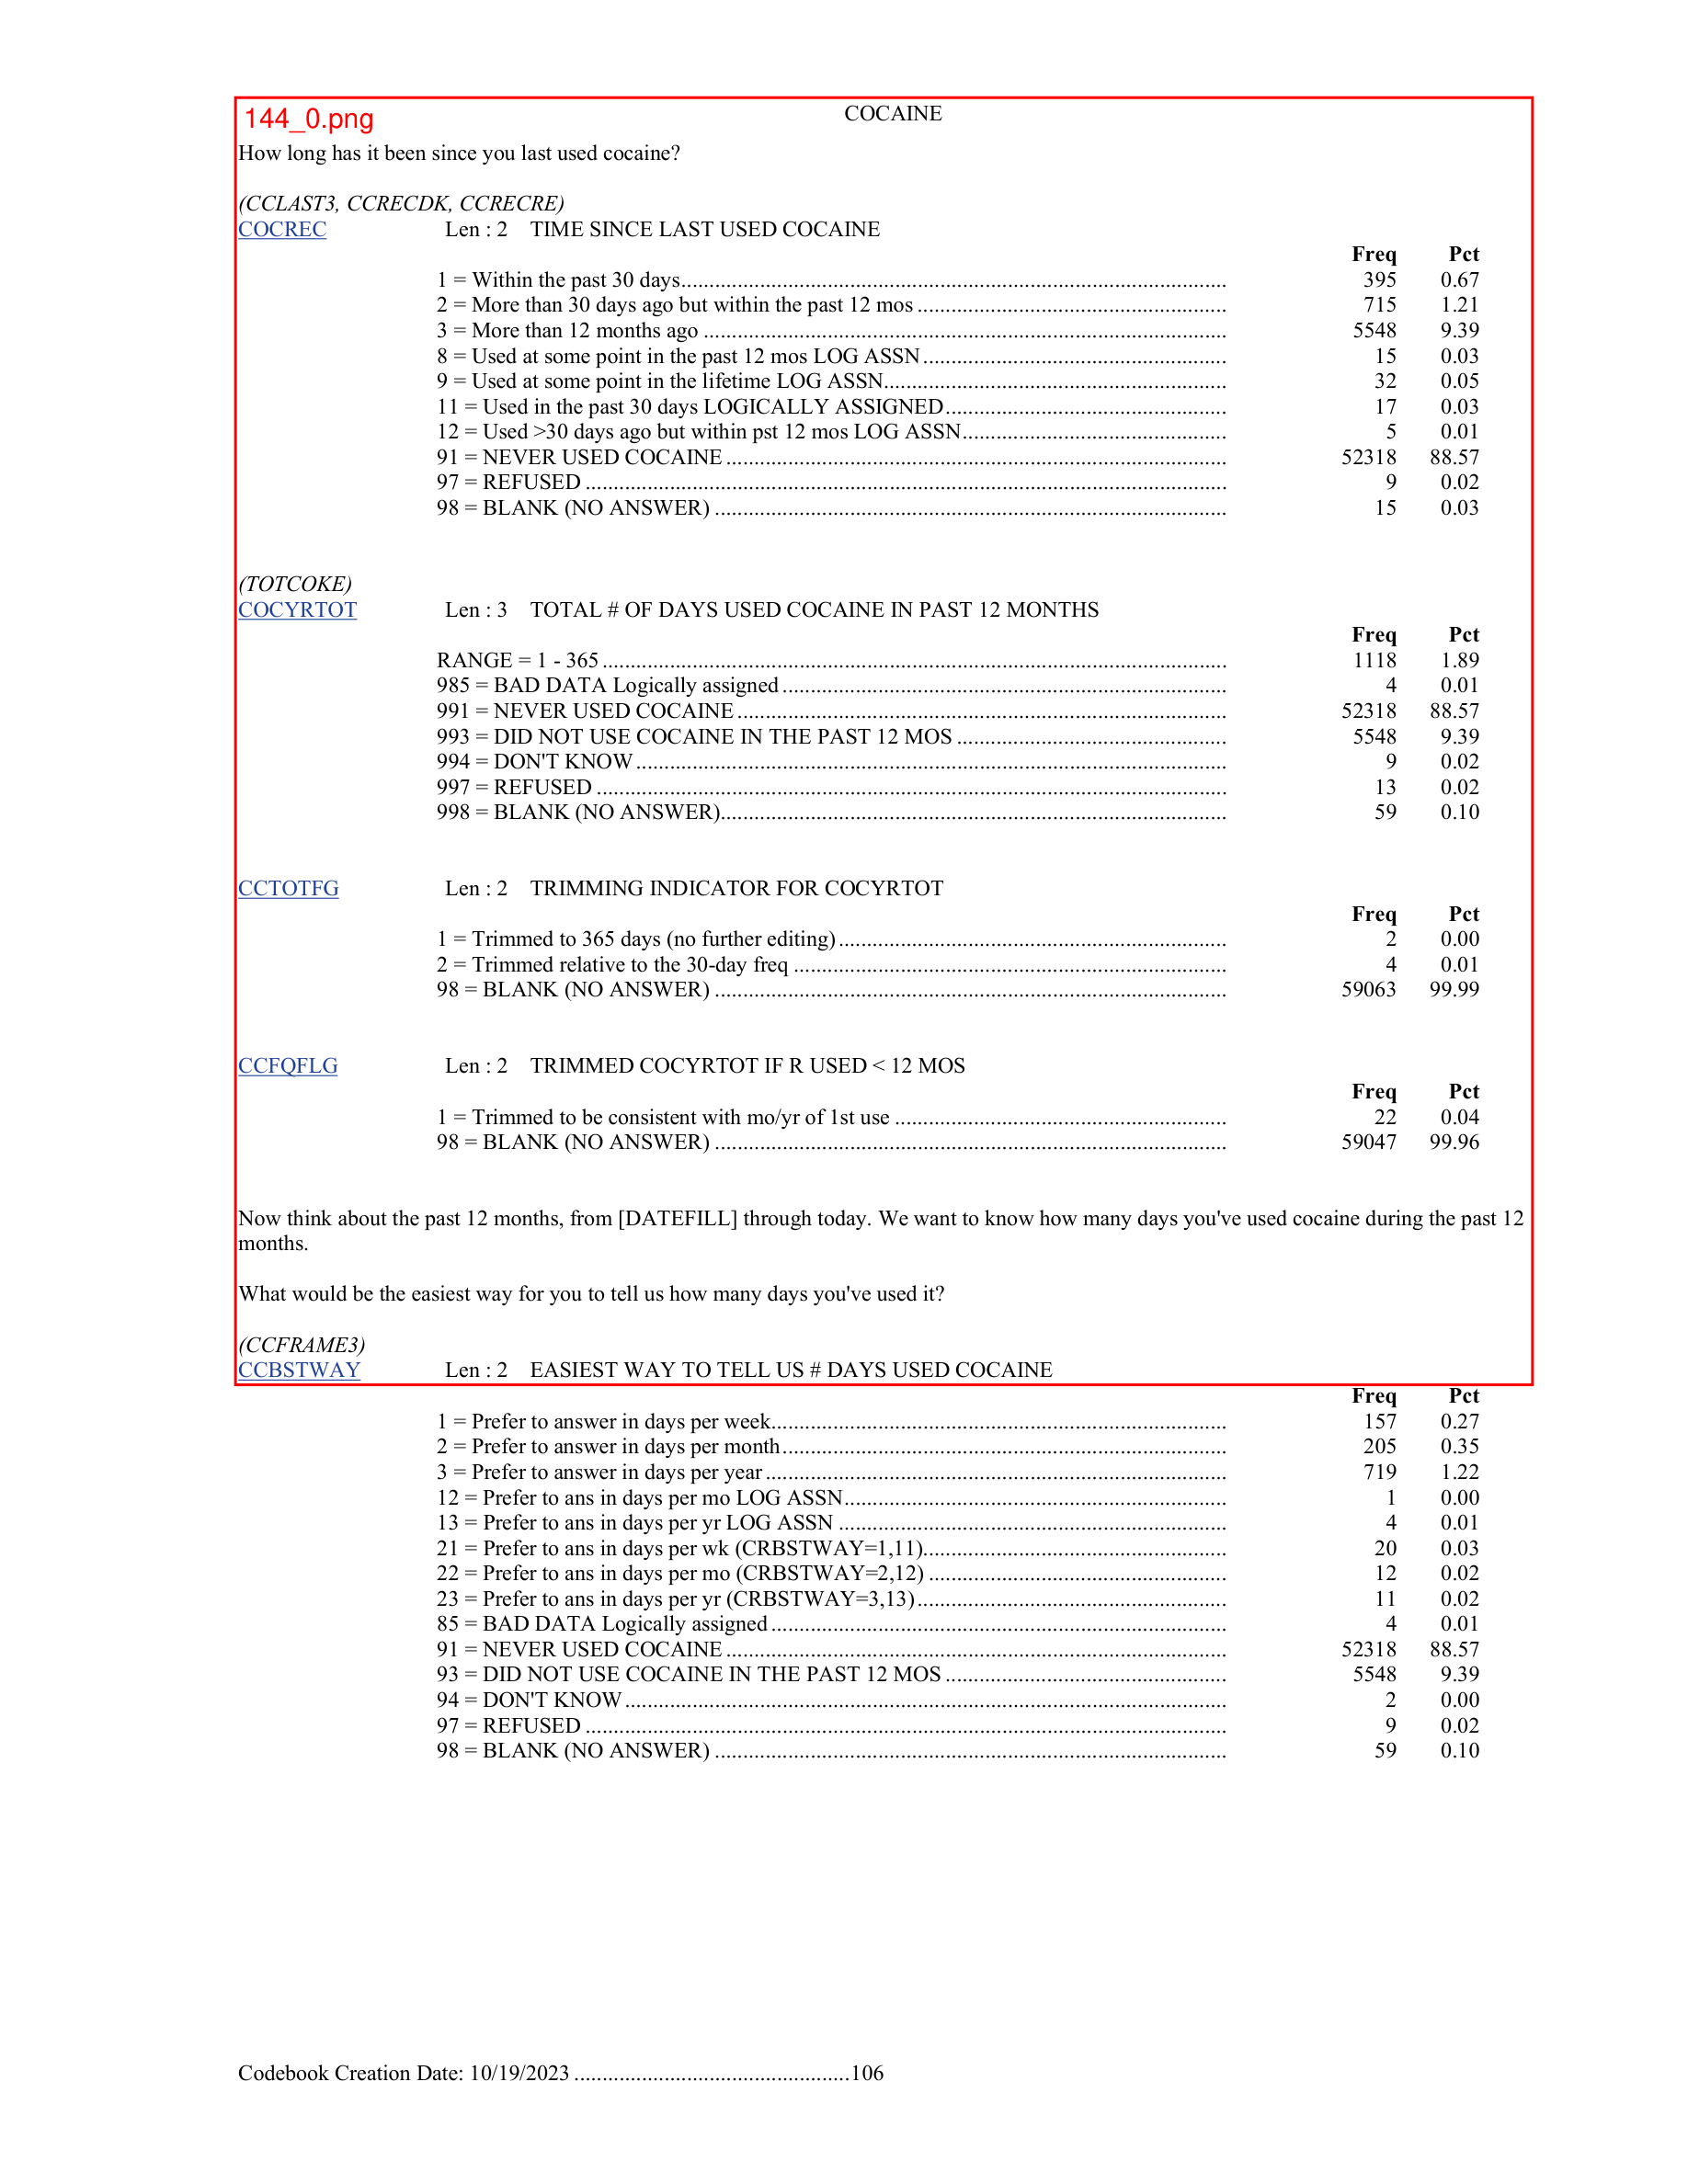 144_0.png
COCAINE
How long has it been since you last used cocaine?
(CCLAST3, CCRECDK, CCRECRE)
COCREC Len : 2 TIME SINCE LAST USED COCAINE
Freq Pct
1 = Within the past 30 days.................................................................................................. 395 0.67
2 = More than 30 days ago but within the past 12 mos ....................................................... 715 1.21
3 = More than 12 months ago ............................................................................................. 5548 9.39
8 = Used at some point in the past 12 mos LOG ASSN...................................................... 15 0.03
9 = Used at some point in the lifetime LOG ASSN............................................................. 32 0.05
11 = Used in the past 30 days LOGICALLY ASSIGNED.................................................. 17 0.03
12 = Used >30 days ago but within pst 12 mos LOG ASSN............................................... 5 0.01
91 = NEVER USED COCAINE ......................................................................................... 52318 88.57
97 = REFUSED .................................................................................................................. 9 0.02
98 = BLANK (NO ANSWER) ........................................................................................... 15 0.03
(TOTCOKE)
COCYRTOT Len : 3 TOTAL # OF DAYS USED COCAINE IN PAST 12 MONTHS
Freq Pct
RANGE = 1 - 365 ............................................................................................................... 1118 1.89
985 = BAD DATA Logically assigned ............................................................................... 4 0.01
991 = NEVER USED COCAINE ....................................................................................... 52318 88.57
993 = DID NOT USE COCAINE IN THE PAST 12 MOS ................................................ 5548 9.39
994 = DON'T KNOW ......................................................................................................... 9 0.02
997 = REFUSED ................................................................................................................ 13 0.02
998 = BLANK (NO ANSWER).......................................................................................... 59 0.10
CCTOTFG Len : 2 TRIMMING INDICATOR FOR COCYRTOT
Freq Pct
1 = Trimmed to 365 days (no further editing) ..................................................................... 2 0.00
2 = Trimmed relative to the 30-day freq ............................................................................. 4 0.01
98 = BLANK (NO ANSWER) ........................................................................................... 59063 99.99
CCFQFLG Len : 2 TRIMMED COCYRTOT IF R USED < 12 MOS
Freq Pct
1 = Trimmed to be consistent with mo/yr of 1st use ........................................................... 22 0.04
98 = BLANK (NO ANSWER) ........................................................................................... 59047 99.96
Now think about the past 12 months, from [DATEFILL] through today. We want to know how many days you've used cocaine during the past 12
months.
What would be the easiest way for you to tell us how many days you've used it?
(CCFRAME3)
CCBSTWAY Len : 2 EASIEST WAY TO TELL US # DAYS USED COCAINE
Freq Pct
1 = Prefer to answer in days per week................................................................................. 157 0.27
2 = Prefer to answer in days per month ............................................................................... 205 0.35
3 = Prefer to answer in days per year .................................................................................. 719 1.22
12 = Prefer to ans in days per mo LOG ASSN.................................................................... 1 0.00
13 = Prefer to ans in days per yr LOG ASSN ..................................................................... 4 0.01
21 = Prefer to ans in days per wk (CRBSTWAY=1,11)...................................................... 20 0.03
22 = Prefer to ans in days per mo (CRBSTWAY=2,12) ..................................................... 12 0.02
23 = Prefer to ans in days per yr (CRBSTWAY=3,13)....................................................... 11 0.02
85 = BAD DATA Logically assigned ................................................................................. 4 0.01
91 = NEVER USED COCAINE ......................................................................................... 52318 88.57
93 = DID NOT USE COCAINE IN THE PAST 12 MOS .................................................. 5548 9.39
94 = DON'T KNOW ........................................................................................................... 2 0.00
97 = REFUSED .................................................................................................................. 9 0.02
98 = BLANK (NO ANSWER) ........................................................................................... 59 0.10
Codebook Creation Date: 10/19/2023 ................................................106